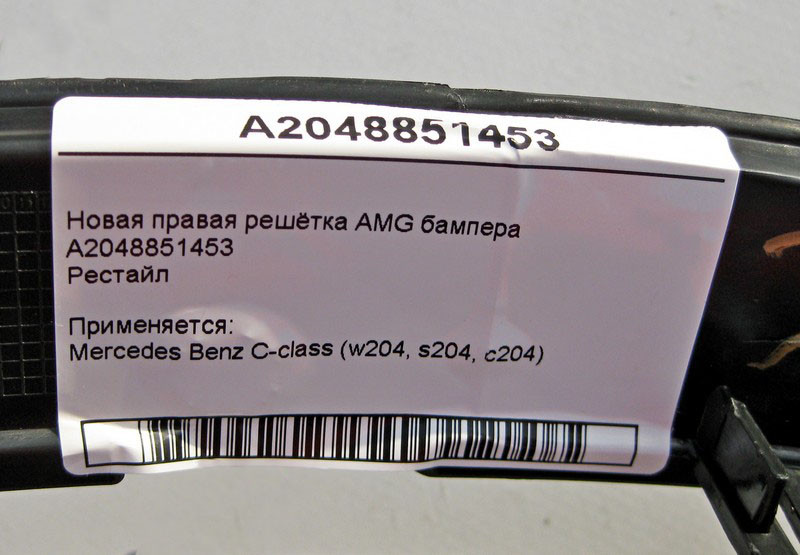 A2048851453
Новая правая решётка AMG бампера
A2048851453
Рестайл
Применяется:
Mercedes Benz C-class (w204, s204, c204)